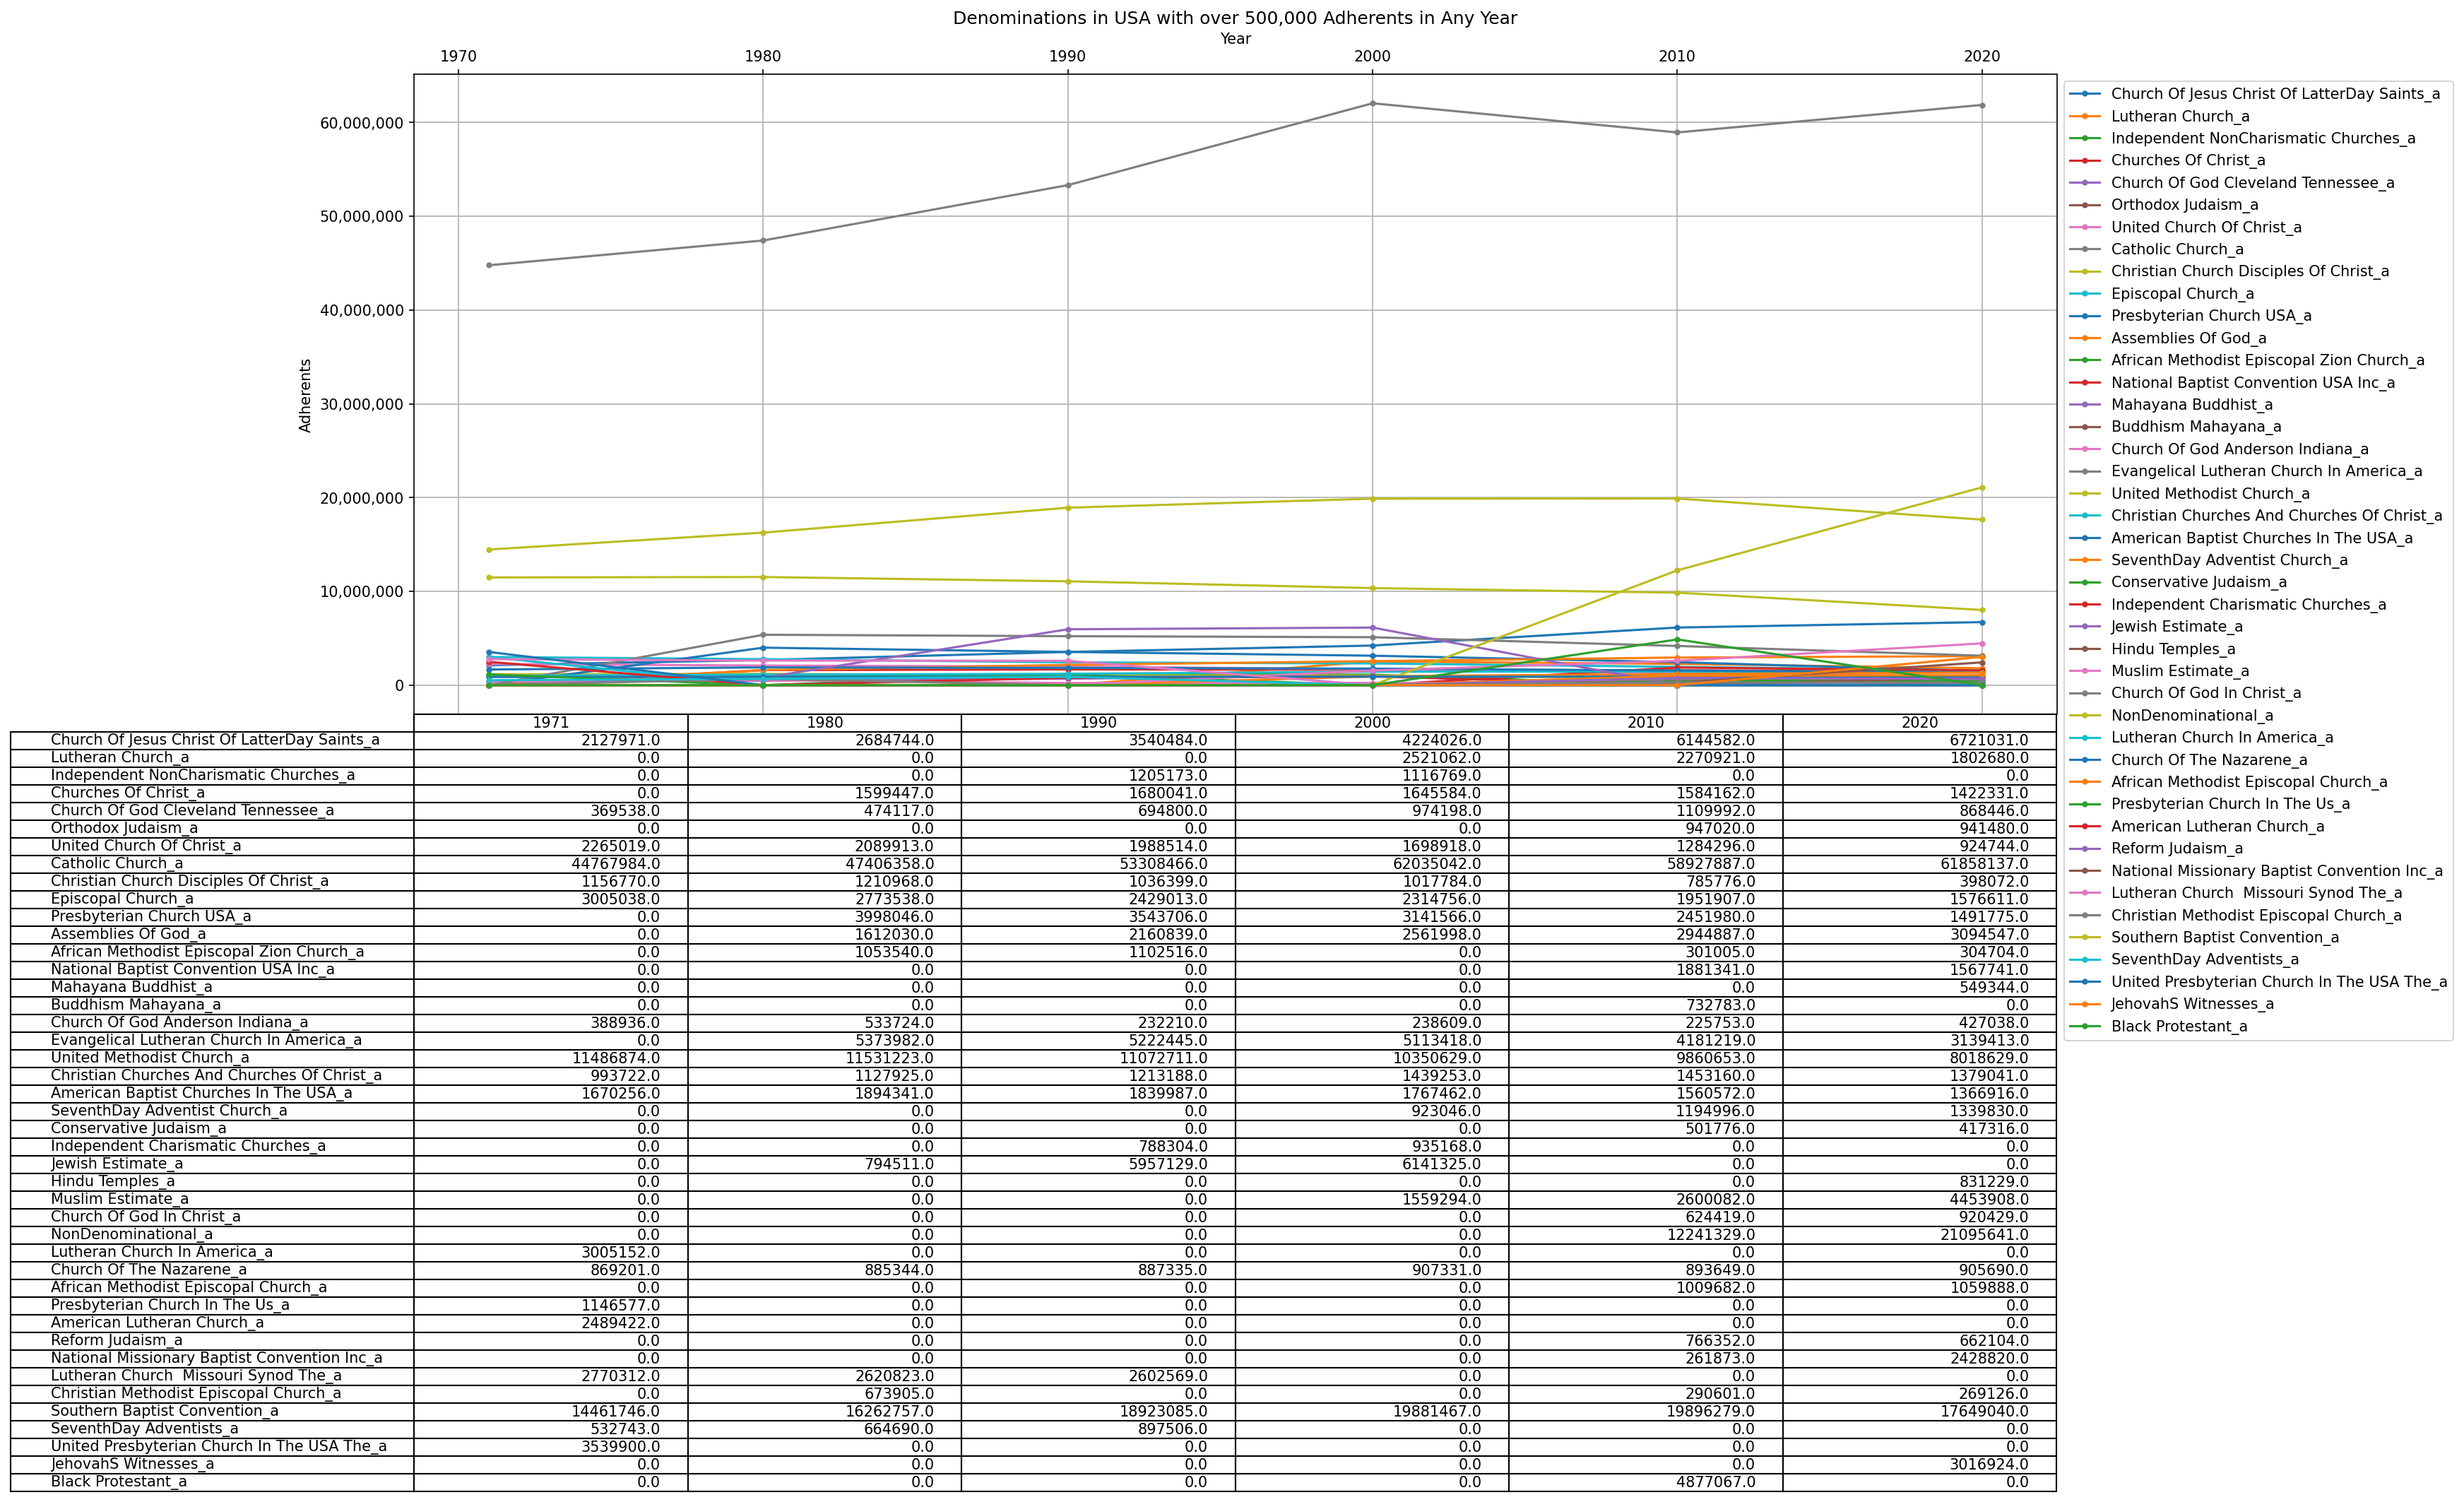 Denominations in USA with over 500,000 Adherents in Any Year
Year
1970 1980 1990 2000 2010 2020
60,000,000
50,000,000
40,000,000
30,000,000
20,000,000
10,000,000
0
Adherents
Church Of Jesus Christ Of LatterDay Saints_a
Lutheran Church_a
Independent NonCharismatic Churches_a
Churches Of Christ_a
Church Of God Cleveland Tennessee_a
Orthodox Judaism_a
United Church Of Christ_a
Catholic Church_a
Christian Church Disciples Of Christ_a
Episcopal Church_a
Presbyterian Church USA_a
Assemblies Of God_a
African Methodist Episcopal Zion Church_a
National Baptist Convention USA Inc_a
Mahayana Buddhist_a
Buddhism Mahayana_a
Church Of God Anderson Indiana_a
Evangelical Lutheran Church In America_a
United Methodist Church_a
Christian Churches And Churches Of Christ_a
American Baptist Churches In The USA_a
SeventhDay Adventist Church_a
Conservative Judaism_a
Independent Charismatic Churches_a
Jewish Estimate_a
Hindu Temples_a
Muslim Estimate_a
Church Of God In Christ_a
NonDenominational_a
Lutheran Church In America_a
Church Of The Nazarene_a
African Methodist Episcopal Church_a
Presbyterian Church In The Us_a
American Lutheran Church_a
Reform Judaism_a
National Missionary Baptist Convention Inc_a
Lutheran Church  Missouri Synod The_a
Christian Methodist Episcopal Church_a
Southern Baptist Convention_a
SeventhDay Adventists_a
United Presbyterian Church In The USA The_a
JehovahS Witnesses_a
Black Protestant_a
1971 1980 1990 2000 2010 2020
Church Of Jesus Christ Of LatterDay Saints_a 2127971.0 2684744.0 3540484.0 4224026.0 6144582.0 6721031.0
Lutheran Church_a 0.0 0.0 0.0 2521062.0 2270921.0 1802680.0
Independent NonCharismatic Churches_a 0.0 0.0 1205173.0 1116769.0 0.0 0.0
Churches Of Christ_a 0.0 1599447.0 1680041.0 1645584.0 1584162.0 1422331.0
Church Of God Cleveland Tennessee_a 369538.0 474117.0 694800.0 974198.0 1109992.0 868446.0
Orthodox Judaism_a 0.0 0.0 0.0 0.0 947020.0 941480.0
United Church Of Christ_a 2265019.0 2089913.0 1988514.0 1698918.0 1284296.0 924744.0
Catholic Church_a 44767984.0 47406358.0 53308466.0 62035042.0 58927887.0 61858137.0
Christian Church Disciples Of Christ_a 1156770.0 1210968.0 1036399.0 1017784.0 785776.0 398072.0
Episcopal Church_a 3005038.0 2773538.0 2429013.0 2314756.0 1951907.0 1576611.0
Presbyterian Church USA_a 0.0 3998046.0 3543706.0 3141566.0 2451980.0 1491775.0
Assemblies Of God_a 0.0 1612030.0 2160839.0 2561998.0 2944887.0 3094547.0
African Methodist Episcopal Zion Church_a 0.0 1053540.0 1102516.0 0.0 301005.0 304704.0
National Baptist Convention USA Inc_a 0.0 0.0 0.0 0.0 1881341.0 1567741.0
Mahayana Buddhist_a 0.0 0.0 0.0 0.0 0.0 549344.0
Buddhism Mahayana_a 0.0 0.0 0.0 0.0 732783.0 0.0
Church Of God Anderson Indiana_a 388936.0 533724.0 232210.0 238609.0 225753.0 427038.0
Evangelical Lutheran Church In America_a 0.0 5373982.0 5222445.0 5113418.0 4181219.0 3139413.0
United Methodist Church_a 11486874.0 11531223.0 11072711.0 10350629.0 9860653.0 8018629.0
Christian Churches And Churches Of Christ_a 993722.0 1127925.0 1213188.0 1439253.0 1453160.0 1379041.0
American Baptist Churches In The USA_a 1670256.0 1894341.0 1839987.0 1767462.0 1560572.0 1366916.0
SeventhDay Adventist Church_a 0.0 0.0 0.0 923046.0 1194996.0 1339830.0
Conservative Judaism_a 0.0 0.0 0.0 0.0 501776.0 417316.0
Independent Charismatic Churches_a 0.0 0.0 788304.0 935168.0 0.0 0.0
Jewish Estimate_a 0.0 794511.0 5957129.0 6141325.0 0.0 0.0
Hindu Temples_a 0.0 0.0 0.0 0.0 0.0 831229.0
Muslim Estimate_a 0.0 0.0 0.0 1559294.0 2600082.0 4453908.0
Church Of God In Christ_a 0.0 0.0 0.0 0.0 624419.0 920429.0
NonDenominational_a 0.0 0.0 0.0 0.0 12241329.0 21095641.0
Lutheran Church In America_a 3005152.0 0.0 0.0 0.0 0.0 0.0
Church Of The Nazarene_a 869201.0 885344.0 887335.0 907331.0 893649.0 905690.0
African Methodist Episcopal Church_a 0.0 0.0 0.0 0.0 1009682.0 1059888.0
Presbyterian Church In The Us_a 1146577.0 0.0 0.0 0.0 0.0 0.0
American Lutheran Church_a 2489422.0 0.0 0.0 0.0 0.0 0.0
Reform Judaism_a 0.0 0.0 0.0 0.0 766352.0 662104.0
National Missionary Baptist Convention Inc_a 0.0 0.0 0.0 0.0 261873.0 2428820.0
Lutheran Church  Missouri Synod The_a 2770312.0 2620823.0 2602569.0 0.0 0.0 0.0
Christian Methodist Episcopal Church_a 0.0 673905.0 0.0 0.0 290601.0 269126.0
Southern Baptist Convention_a 14461746.0 16262757.0 18923085.0 19881467.0 19896279.0 17649040.0
SeventhDay Adventists_a 532743.0 664690.0 897506.0 0.0 0.0 0.0
United Presbyterian Church In The USA The_a 3539900.0 0.0 0.0 0.0 0.0 0.0
JehovahS Witnesses_a 0.0 0.0 0.0 0.0 0.0 3016924.0
Black Protestant_a 0.0 0.0 0.0 0.0 4877067.0 0.0